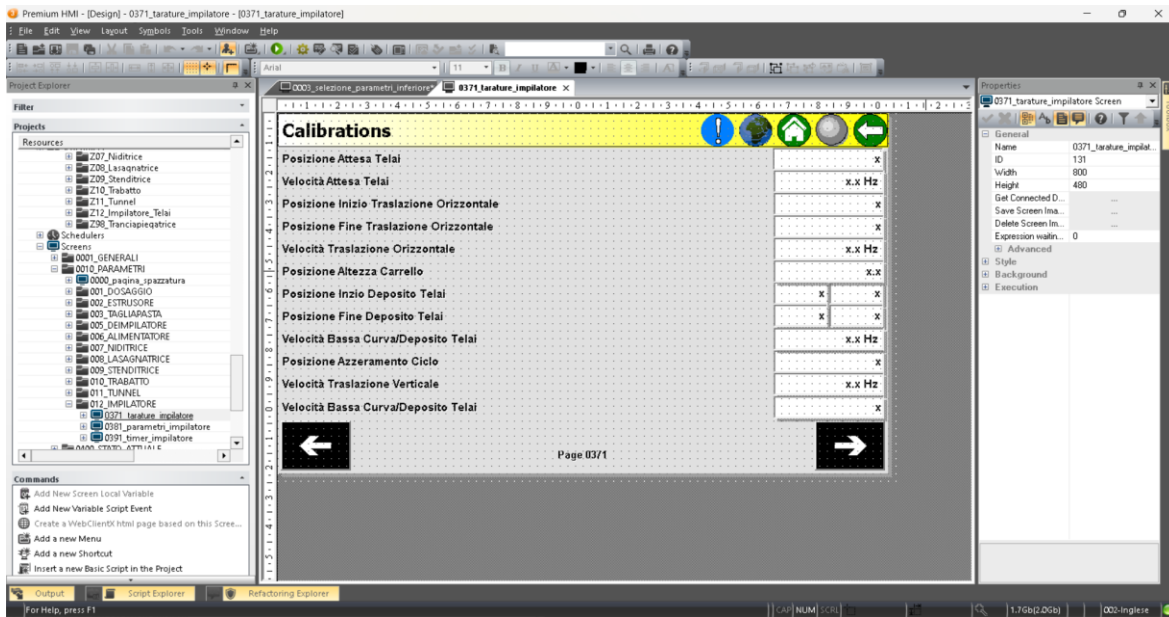 Premium HMI - [Design] - 0371_tarature_impilatore - [0371_tarature_impilatore]
File Edit View Layout Symbols Tools Window Help
Arial 11
Project Explorer
Filter
Projects
Resources
Z07_Niditrice
Z08_Lasagnatrice
Z09_Stenditrice
Z10_Trabatto
Z11_Tunnel
Z12_Impilatore_Telai
Z98_Tranciapiegatrice
Schedulers
Screens
0001_GENERALI
0010_PARAMETRI
0000_pagina_spazzatura
001_DOSAGGIO
002_ESTRUSORE
003_TAGLIAPASTA
005_DEIMPILATORE
006_ALIMENTATORE
007_NIDITRICE
008_LASAGNATRICE
009_STENDITRICE
010_TRABATTO
011_TUNNEL
012_IMPILATORE
0371_tarature_impilatore
0381_parametri_impilatore
0391_timer_impilatore
Commands
Add New Screen Local Variable
Add New Variable Script Event
Create a WebClientX html page based on this Scree...
Add a new Menu
Add a new Shortcut
Insert a new Basic Script in the Project
0003_selezione_parametri_inferiore* 0371_tarature_impilatore
Calibrations
Posizione Attesa Telai x
Velocità Attesa Telai x.x Hz
Posizione Inizio Traslazione Orizzontale x
Posizione Fine Traslazione Orizzontale x
Velocità Traslazione Orizzontale x.x Hz
Posizione Altezza Carrello x.x
Posizione Inzio Deposito Telai x x
Posizione Fine Deposito Telai x x
Velocità Bassa Curva/Deposito Telai x.x Hz
Posizione Azzeramento Ciclo x
Velocità Traslazione Verticale x.x Hz
Velocità Bassa Curva/Deposito Telai x
Page 0371
Properties
0371_tarature_impilatore Screen
General
Name 0371_tarature_impilat...
ID 131
Width 800
Height 480
Get Connected D... ...
Save Screen Ima... ...
Delete Screen Im... ...
Expression waitin... 0
Advanced
Style
Background
Execution
Output Script Explorer Refactoring Explorer
For Help, press F1
CAP NUM SCRL 1.7Gb(2.0Gb) 002-Inglese